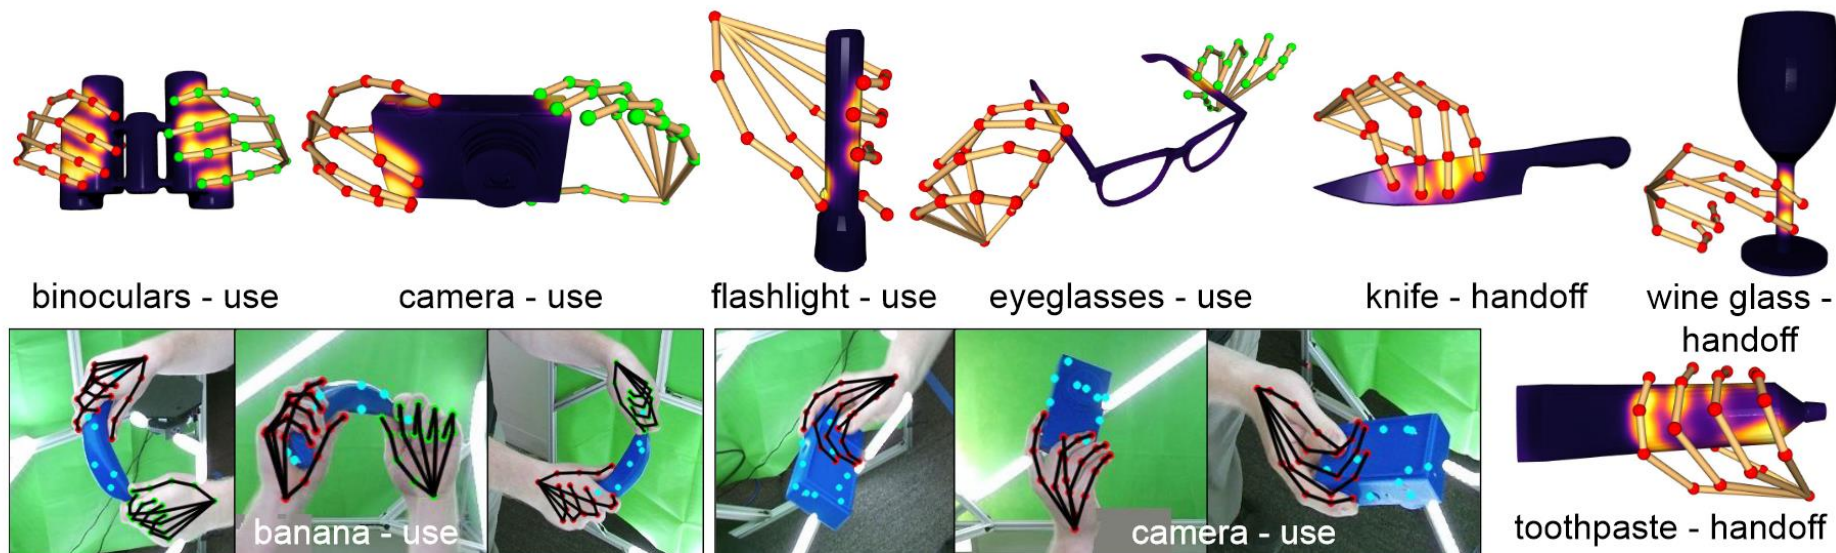 binoculars - use
camera - use
flashlight - use
eyeglasses - use
knife - handoff
wine glass -
handoff
banana - use
camera - use
toothpaste - handoff